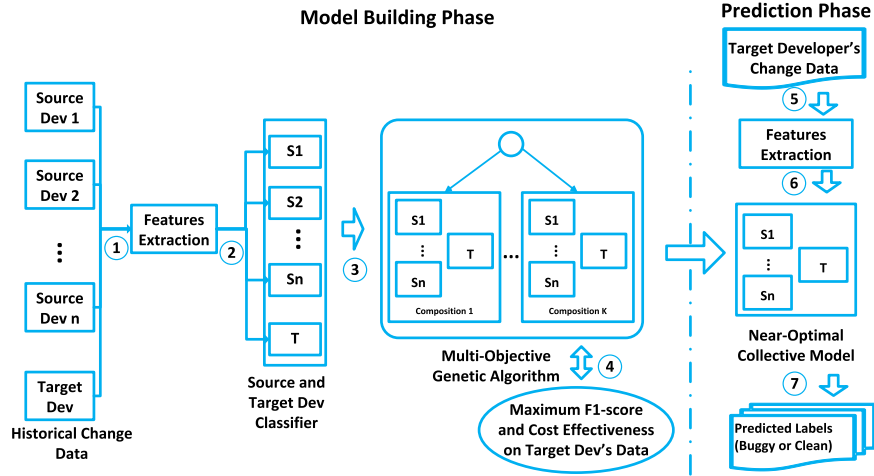 Model Building Phase
Prediction Phase
Source
Dev 1
Source
Dev 2
⋮
Source
Dev n
Target
Dev
Historical Change
Data
1
Features
Extraction
2
S1
S2
⋮
Sn
T
Source and
Target Dev
Classifier
3
S1
⋮
Sn
T
Composition 1
...
S1
⋮
Sn
T
Composition K
Multi-Objective
Genetic Algorithm
4
Maximum F1-score
and Cost Effectiveness
on Target Dev's Data
Target Developer's
Change Data
5
Features
Extraction
6
S1
⋮
Sn
T
Near-Optimal
Collective Model
7
Predicted Labels
(Buggy or Clean)